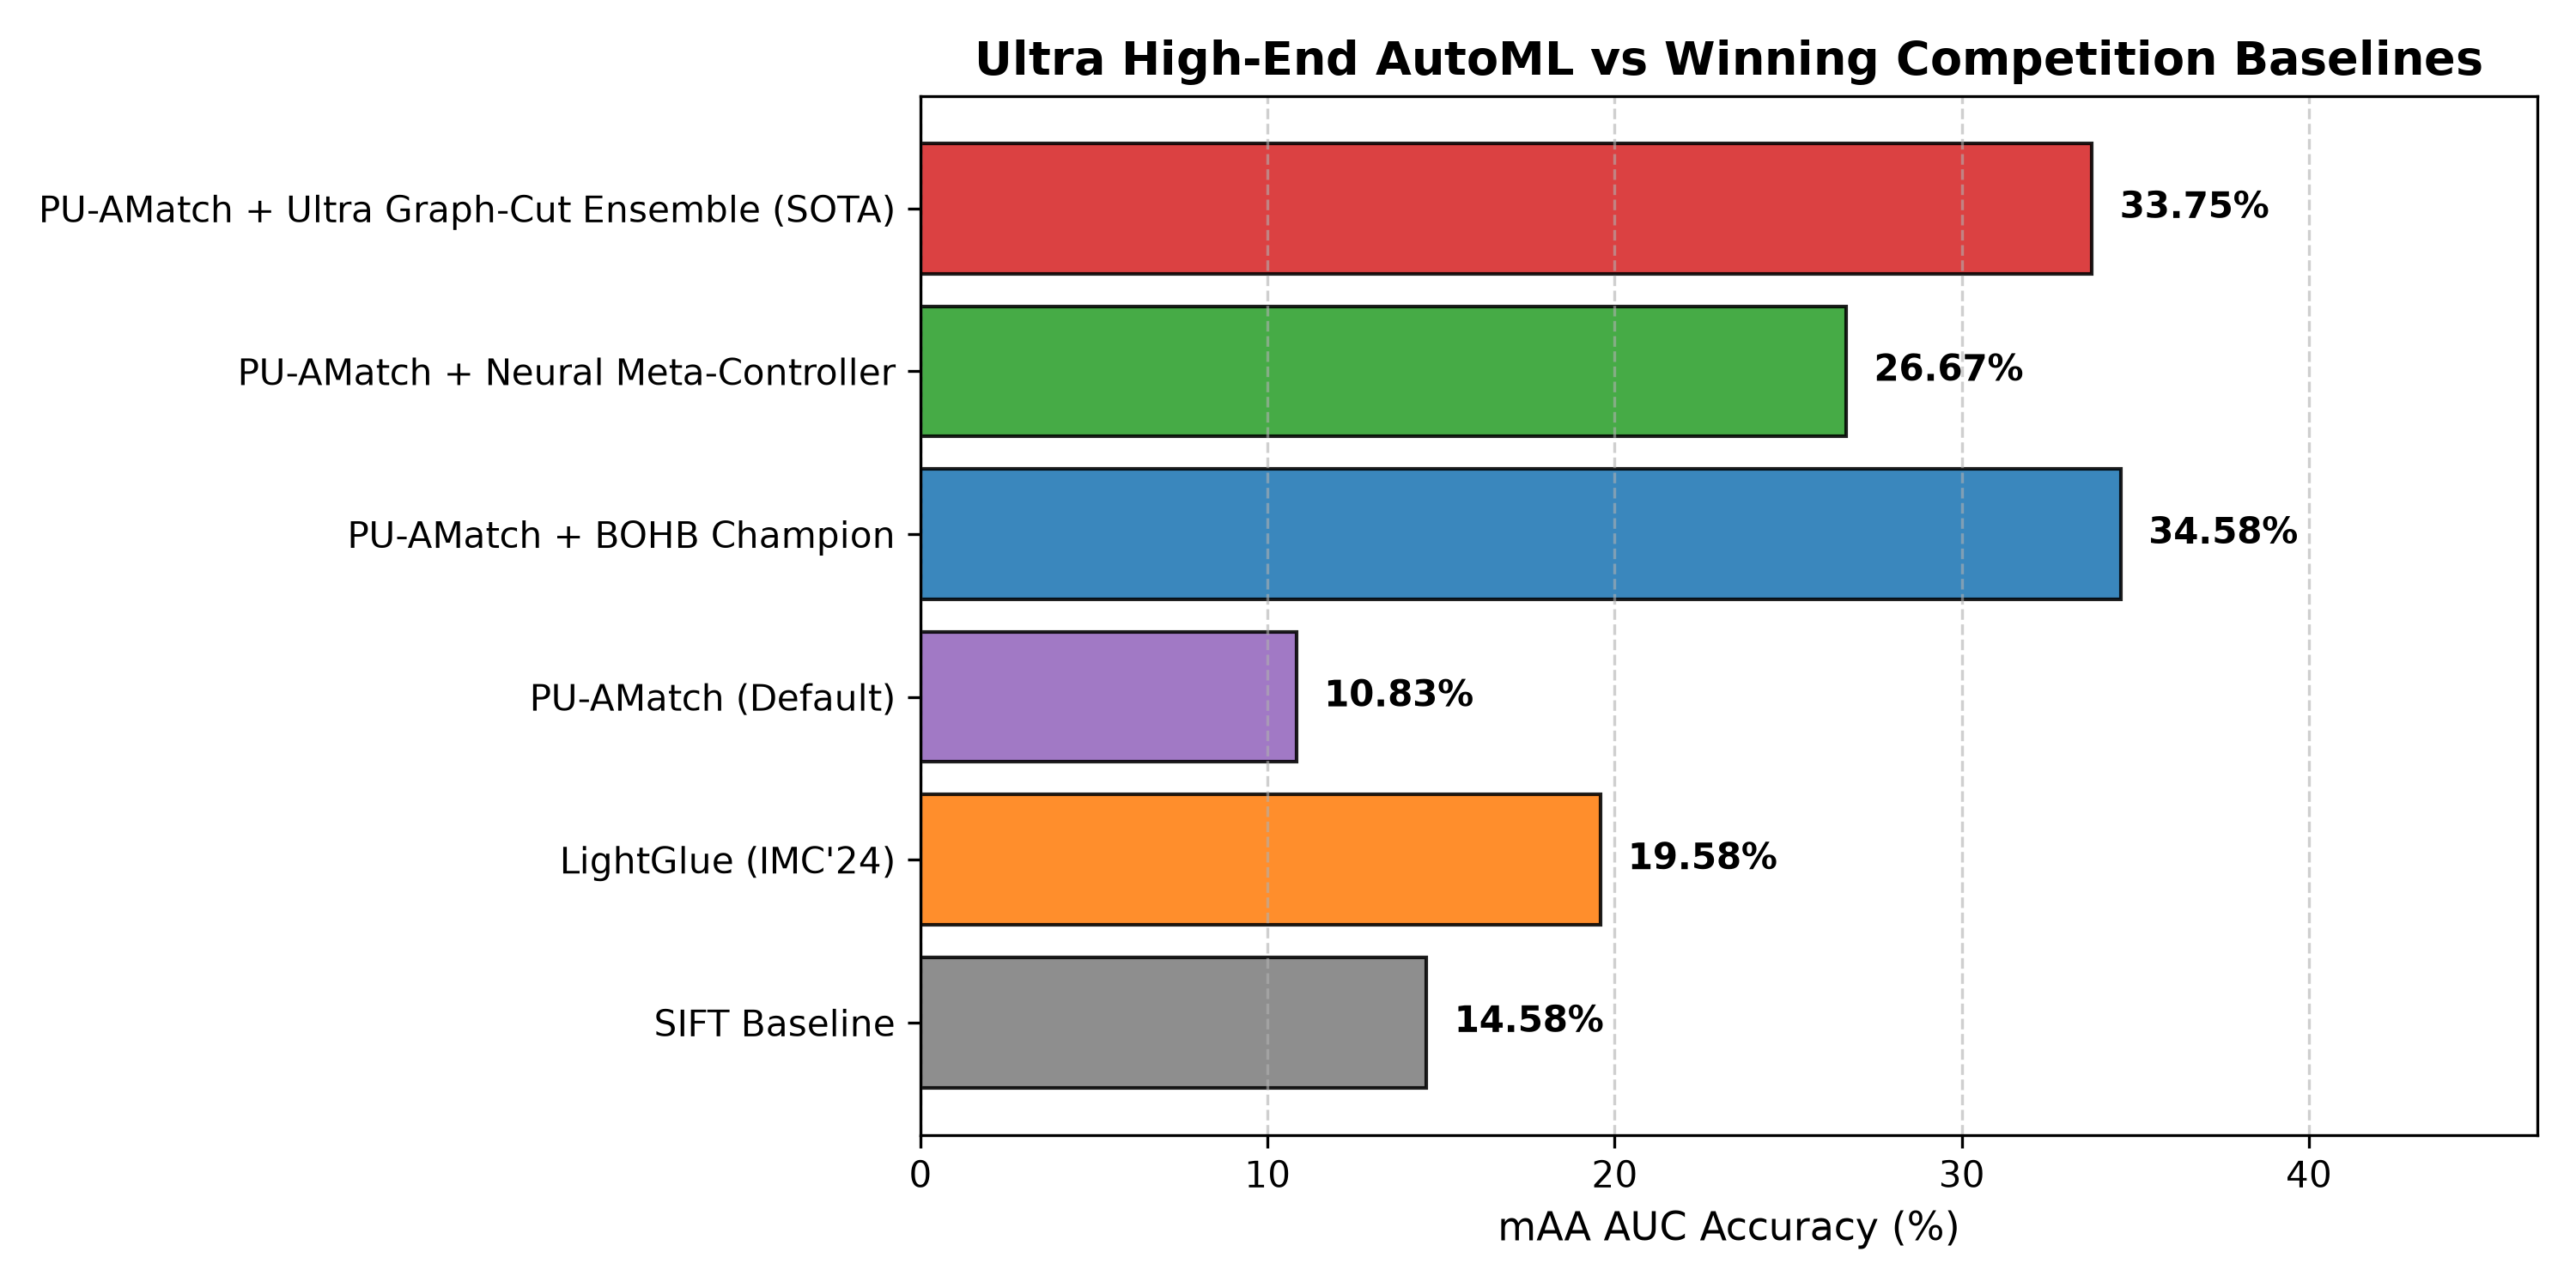 Ultra High-End AutoML vs Winning Competition Baselines
PU-AMatch + Ultra Graph-Cut Ensemble (SOTA)
33.75%
PU-AMatch + Neural Meta-Controller
26.67%
PU-AMatch + BOHB Champion
34.58%
PU-AMatch (Default)
10.83%
LightGlue (IMC'24)
19.58%
SIFT Baseline
14.58%
0 10 20 30 40
mAA AUC Accuracy (%)